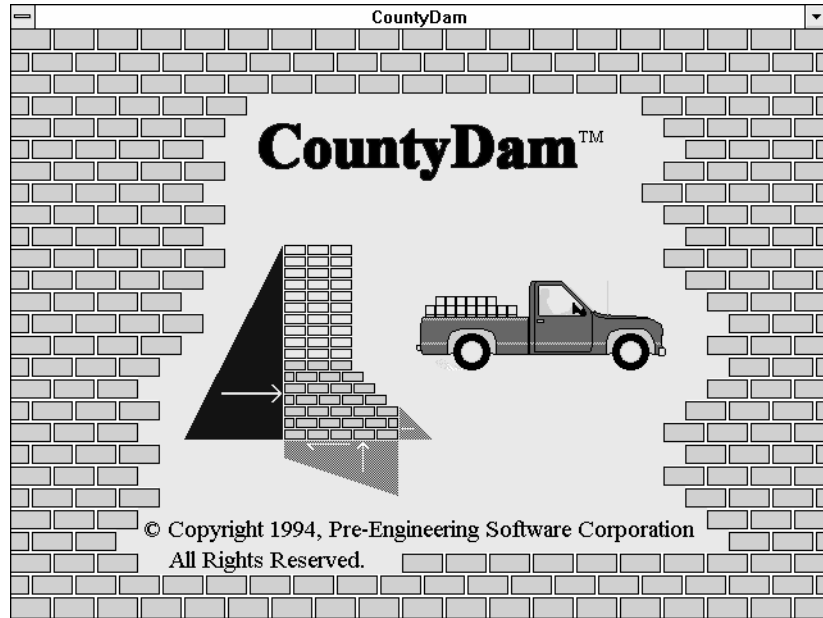 CountyDam
CountyDam™
© Copyright 1994, Pre-Engineering Software Corporation
All Rights Reserved.